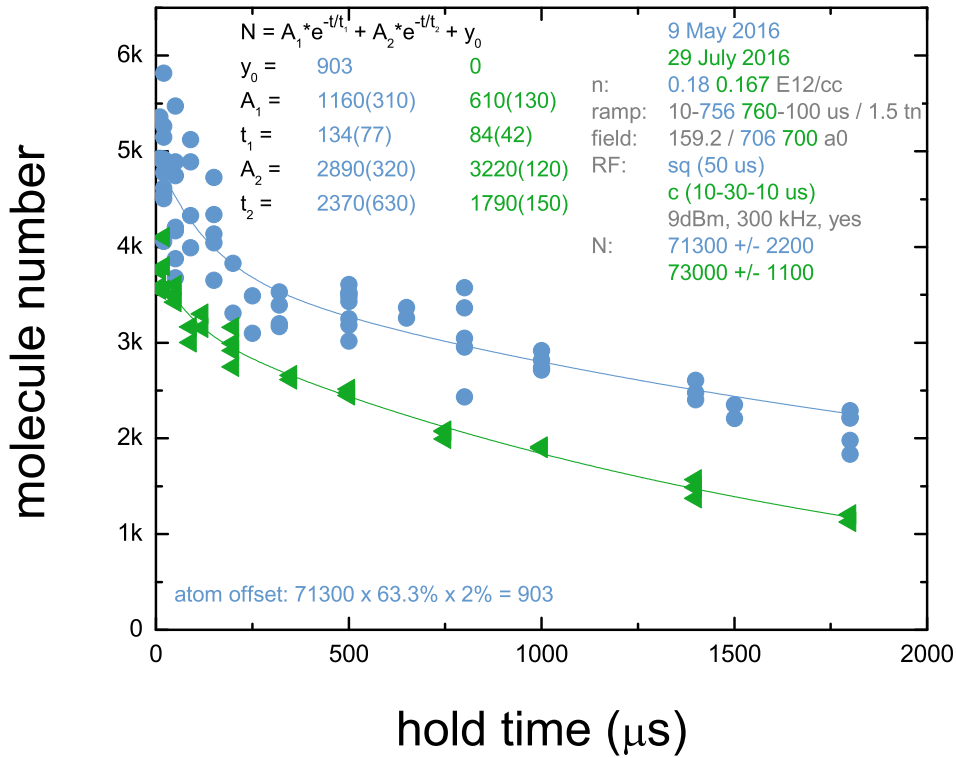 N = A₁*e^-t/t₁ + A₂*e^-t/t₂ + y₀
y₀ = 903 0
A₁ = 1160(310) 610(130)
t₁ = 134(77) 84(42)
A₂ = 2890(320) 3220(120)
t₂ = 2370(630) 1790(150)
9 May 2016
29 July 2016
n: 0.18 0.167 E12/cc
ramp: 10-756 760-100 us / 1.5 tn
field: 159.2 / 706 700 a0
RF: sq (50 us)
c (10-30-10 us)
9dBm, 300 kHz, yes
N: 71300 +/- 2200
73000 +/- 1100
6k
5k
4k
3k
2k
1k
0
molecule number
atom offset: 71300 x 63.3% x 2% = 903
0 500 1000 1500 2000
hold time (μs)